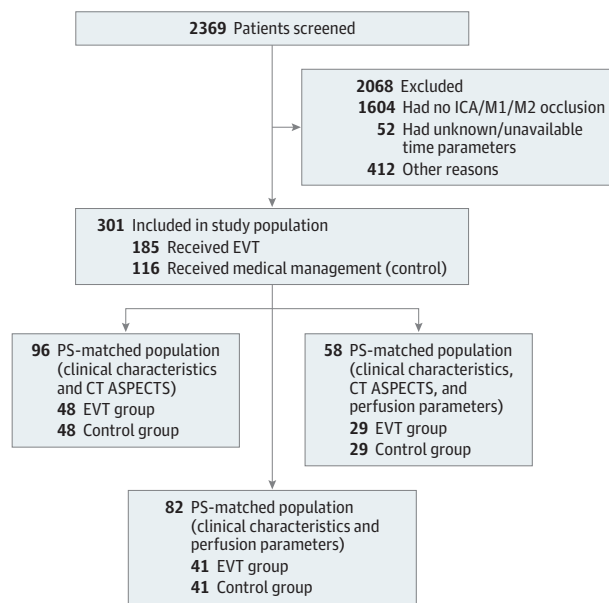 2369 Patients screened
2068 Excluded
1604 Had no ICA/M1/M2 occlusion
52 Had unknown/unavailable
time parameters
412 Other reasons
301 Included in study population
185 Received EVT
116 Received medical management (control)
96 PS-matched population
(clinical characteristics
and CT ASPECTS)
48 EVT group
48 Control group
58 PS-matched population
(clinical characteristics,
CT ASPECTS, and
perfusion parameters)
29 EVT group
29 Control group
82 PS-matched population
(clinical characteristics and
perfusion parameters)
41 EVT group
41 Control group